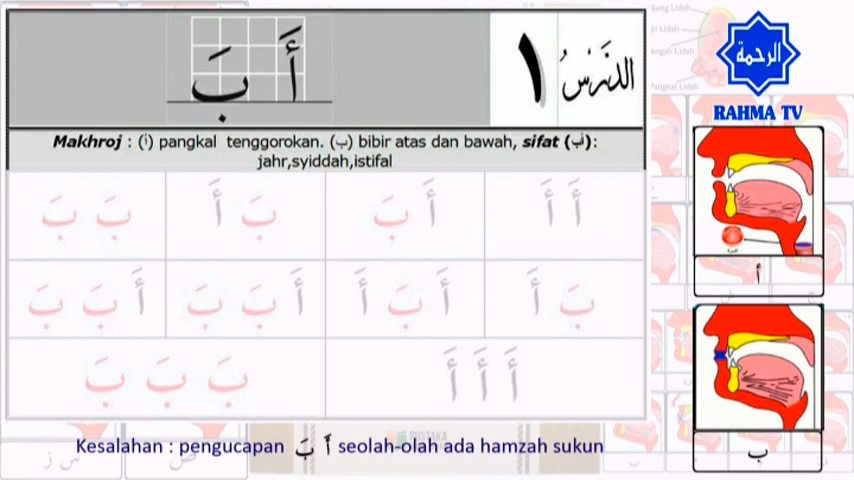 الدَّرْسُ ١
أَ بَ
الرحمة
RAHMA TV
Makhroj : (أ) pangkal tenggorokan. (ب) bibir atas dan bawah, sifat (أب):
jahr,syiddah,istifal
أَ أَ
أَ بَ
بَ أَ
بَ بَ
بَ أَ
أَ بَ أَ
أَ بَ بَ
أَ بَ بَ
أَ أَ أَ
بَ بَ بَ
أ
ب
Kesalahan : pengucapan أَ بَ seolah-olah ada hamzah sukun